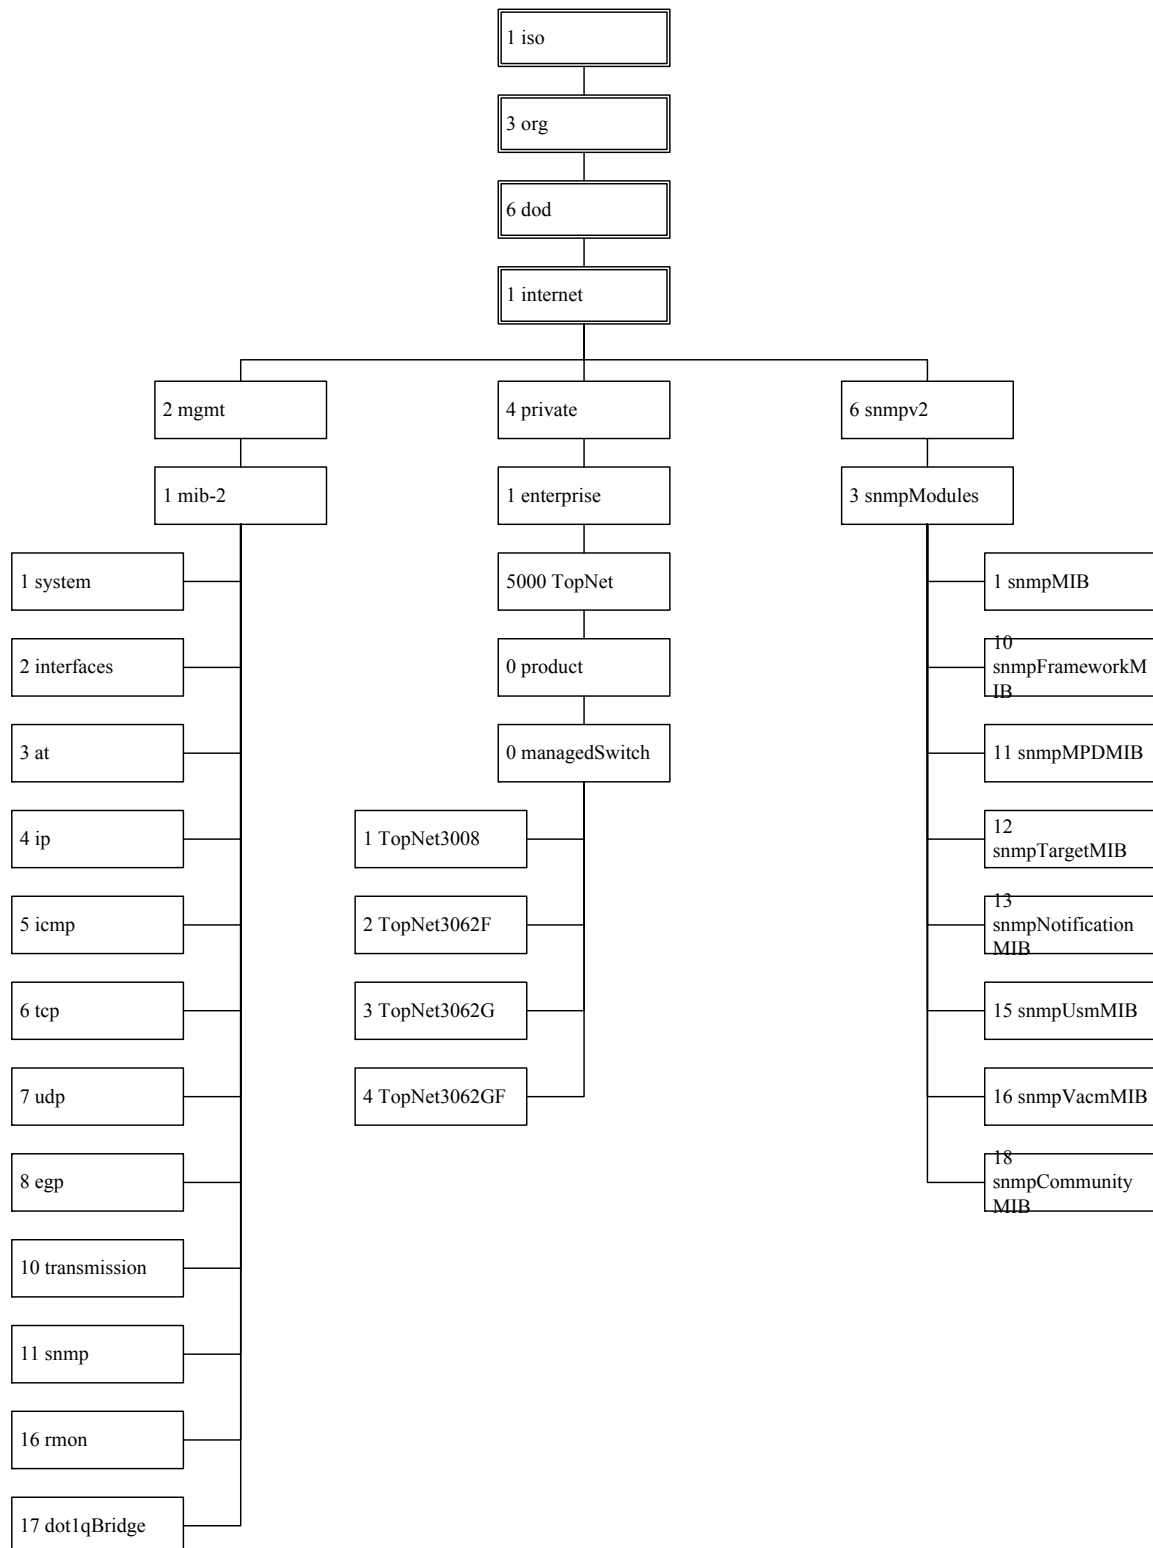 1 iso
3 org
6 dod
1 internet
2 mgmt
4 private
6 snmpv2
1 mib-2
1 enterprise
3 snmpModules
1 system
5000 TopNet
1 snmpMIB
2 interfaces
0 product
10
snmpFrameworkM
IB
3 at
0 managedSwitch
11 snmpMPDMIB
4 ip
1 TopNet3008
12
snmpTargetMIB
5 icmp
2 TopNet3062F
13
snmpNotification
MIB
6 tcp
3 TopNet3062G
15 snmpUsmMIB
7 udp
4 TopNet3062GF
16 snmpVacmMIB
8 egp
18
snmpCommunity
MIB
10 transmission
11 snmp
16 rmon
17 dot1qBridge